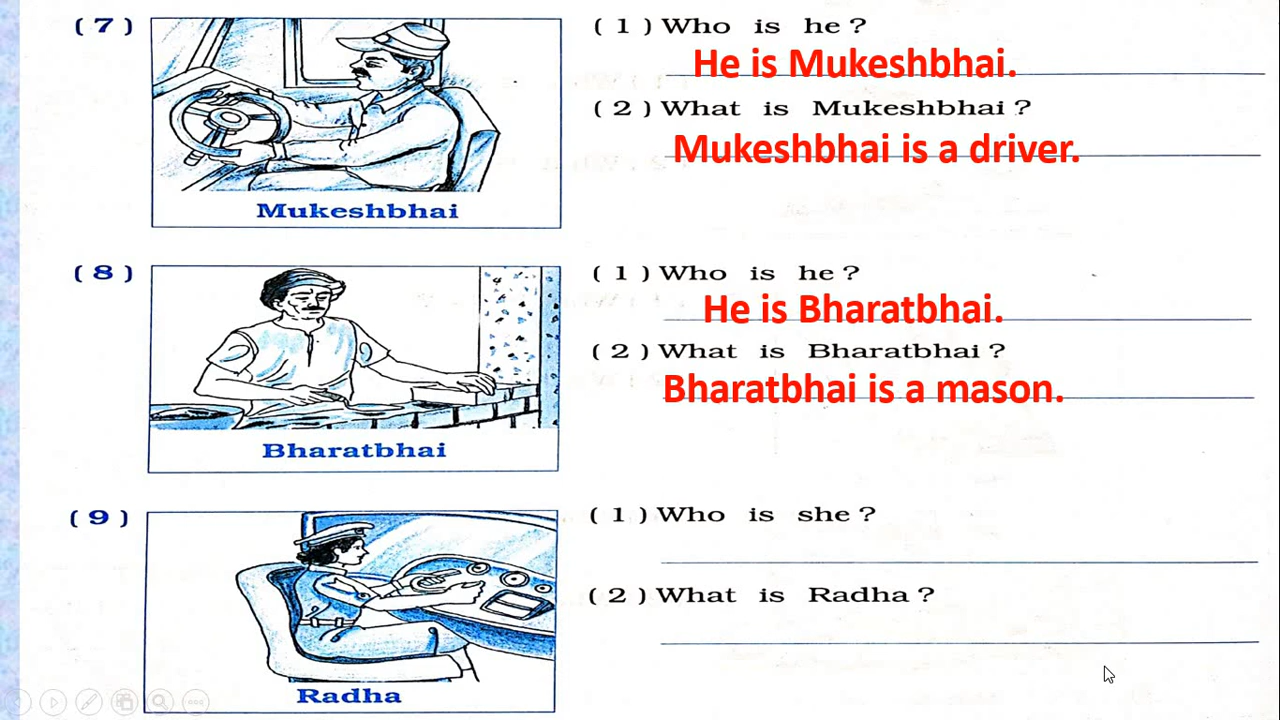 ( 7 )
( 1 ) Who is he ?
He is Mukeshbhai.
( 2 ) What is Mukeshbhai ?
Mukeshbhai is a driver.
Mukeshbhai
( 8 )
( 1 ) Who is he ?
He is Bharatbhai.
( 2 ) What is Bharatbhai ?
Bharatbhai is a mason.
Bharatbhai
( 9 )
( 1 ) Who is she ?
( 2 ) What is Radha ?
Radha